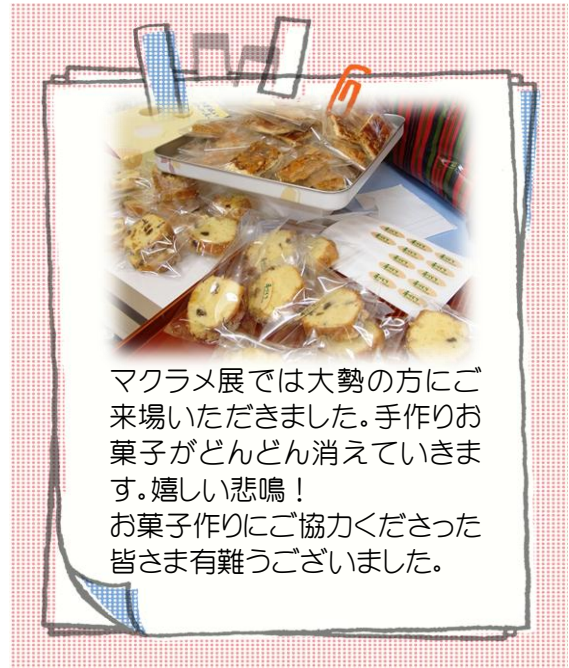 マクラメ展では大勢の方にご
来場いただきました。手作りお
菓子がどんどん消えていきま
す。嬉しい悲鳴！
お菓子作りにご協力くださった
皆さま有難うございました。